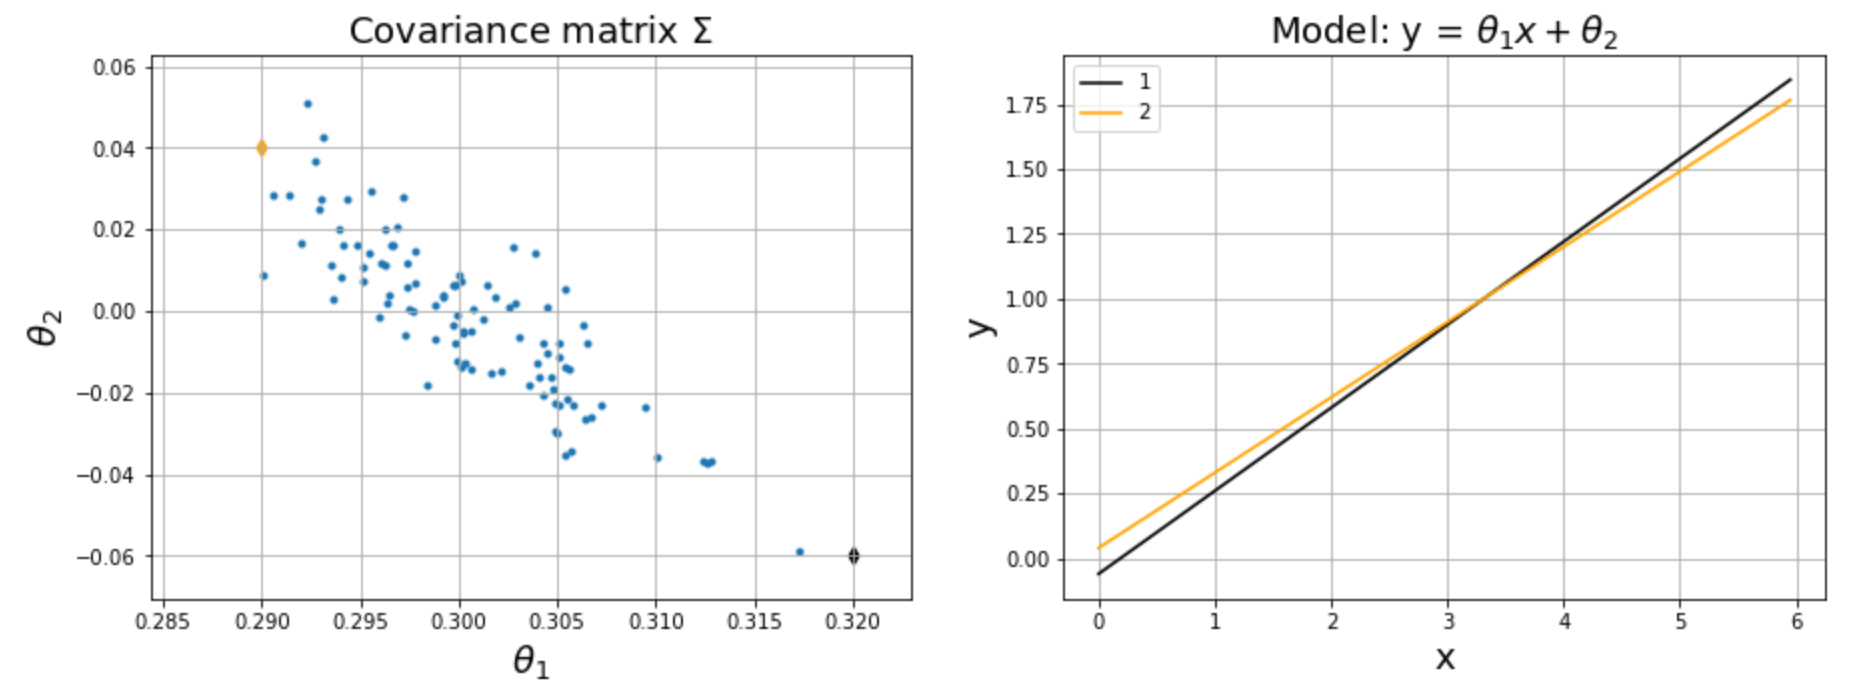 Covariance matrix Σ
0.06
0.04
0.02
0.00
−0.02
−0.04
−0.06
θ₂
0.285 0.290 0.295 0.300 0.305 0.310 0.315 0.320
θ₁
Model: y = θ₁x + θ₂
1
2
1.75
1.50
1.25
1.00
0.75
0.50
0.25
0.00
y
0 1 2 3 4 5 6
x